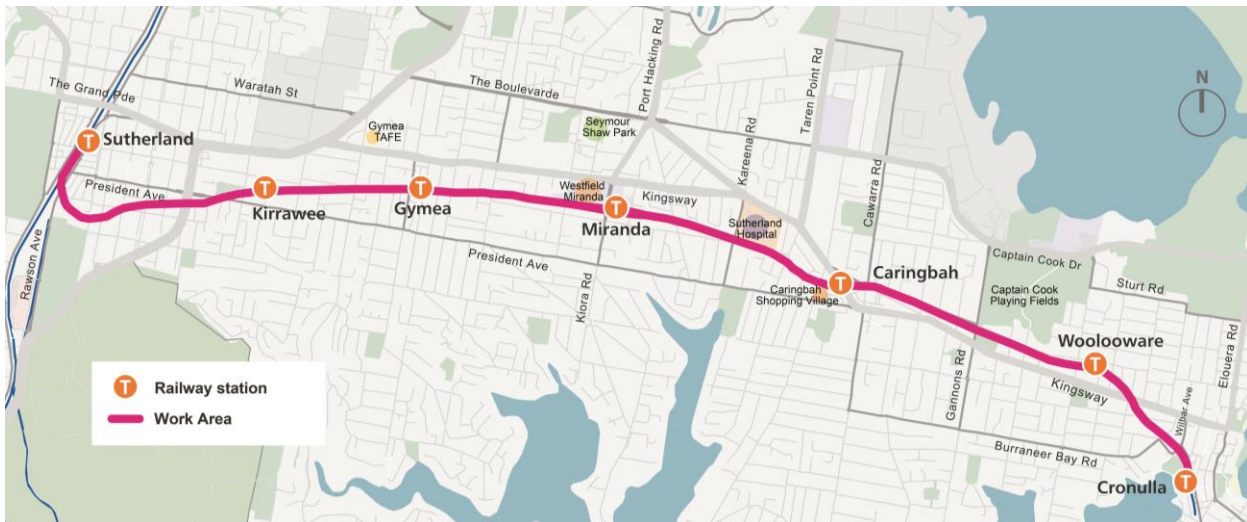 The Grand Pde
Waratah St
The Boulevarde
Port Hacking Rd
Taren Point Rd
N
T
Sutherland
Gymea
TAFE
Seymour
Shaw Park
Kareena Rd
Cawarra Rd
President Ave
T
Kirrawee
T
Gymea
Westfield
Miranda
T
Miranda
Kingsway
Sutherland
Hospital
Rawson Ave
President Ave
Kiora Rd
T
Caringbah
Caringbah
Shopping Village
Captain Cook Dr
Captain Cook
Playing Fields
Sturt Rd
Gannons Rd
T
Woolooware
Kingsway
Elouera Rd
Wilbar Ave
Burraneer Bay Rd
T
Cronulla
T
Railway station
Work Area